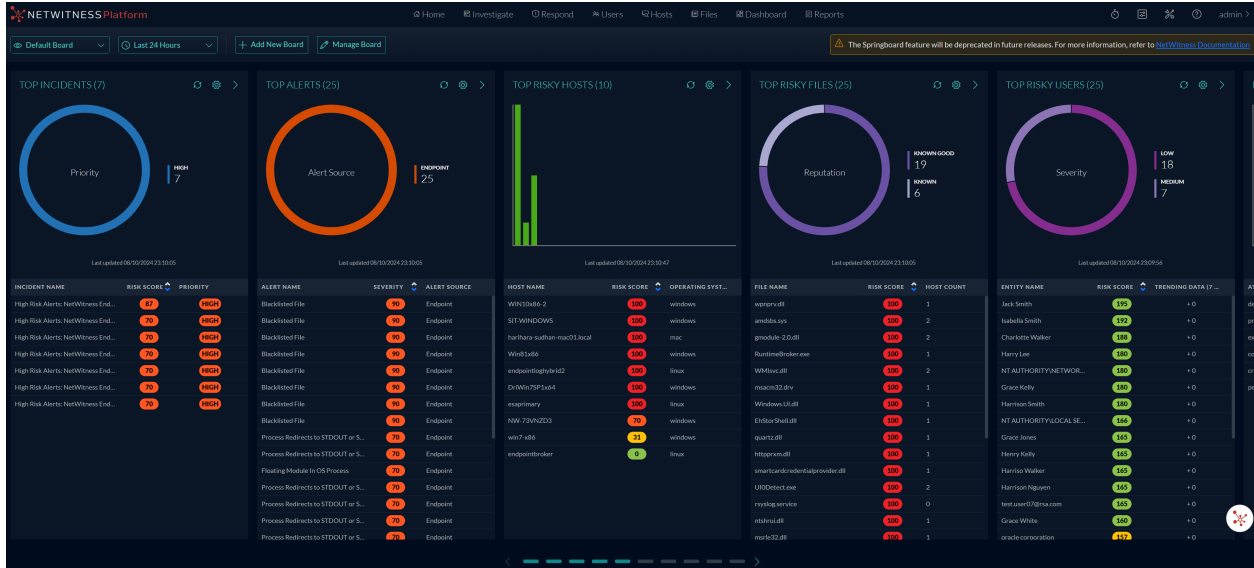 NETWITNESS Platform
Home Investigate Respond Users Hosts Files Dashboard Reports
admin >
Default Board Last 24 Hours + Add New Board Manage Board
The Springboard feature will be deprecated in future releases. For more information, refer to NetWitness Documentation
TOP INCIDENTS (7)
Priority
HIGH
7
Last updated 08/10/2024 23:10:05
INCIDENT NAME RISK SCORE PRIORITY
High Risk Alerts: NetWitness End... 87 HIGH
High Risk Alerts: NetWitness End... 70 HIGH
High Risk Alerts: NetWitness End... 70 HIGH
High Risk Alerts: NetWitness End... 70 HIGH
High Risk Alerts: NetWitness End... 70 HIGH
High Risk Alerts: NetWitness End... 70 HIGH
High Risk Alerts: NetWitness End... 70 HIGH
TOP ALERTS (25)
Alert Source
ENDPOINT
25
Last updated 08/10/2024 23:10:05
ALERT NAME SEVERITY ALERT SOURCE
Blacklisted File 90 Endpoint
Blacklisted File 90 Endpoint
Blacklisted File 90 Endpoint
Blacklisted File 90 Endpoint
Blacklisted File 90 Endpoint
Blacklisted File 90 Endpoint
Blacklisted File 90 Endpoint
Blacklisted File 90 Endpoint
Process Redirects to STDOUT or S... 70 Endpoint
Process Redirects to STDOUT or S... 70 Endpoint
Floating Module In OS Process 70 Endpoint
Process Redirects to STDOUT or S... 70 Endpoint
Process Redirects to STDOUT or S... 70 Endpoint
Process Redirects to STDOUT or S... 70 Endpoint
Process Redirects to STDOUT or S... 70 Endpoint
TOP RISKY HOSTS (10)
Last updated 08/10/2024 23:10:47
HOST NAME RISK SCORE OPERATING SYST...
WIN10x86-2 100 windows
SIT-WINDOWS 100 windows
harihara-sudhan-mac01.local 100 mac
Win81x86 100 windows
endpointloghybrid2 100 linux
DriWin7SP1x64 100 windows
esaprimary 100 linux
NW-73VNZD3 70 windows
win7-x86 31 windows
endpointbroker 0 linux
TOP RISKY FILES (25)
Reputation
KNOWN GOOD
19
KNOWN
6
Last updated 08/10/2024 23:10:05
FILE NAME RISK SCORE HOST COUNT
wpnprv.dll 100 1
amdsbs.sys 100 2
gmodule-2.0.dll 100 2
RuntimeBroker.exe 100 1
WMIsvc.dll 100 2
msacm32.drv 100 1
Windows.UI.dll 100 1
EhStorShell.dll 100 1
quartz.dll 100 1
httpprxm.dll 100 1
smartcardcredentialprovider.dll 100 1
UI0Detect.exe 100 2
rsyslog.service 100 0
ntshrui.dll 100 1
msrle32.dll 100 1
TOP RISKY USERS (25)
Severity
LOW
18
MEDIUM
7
Last updated 08/10/2024 23:09:56
ENTITY NAME RISK SCORE TRENDING DATA (7 ...
Jack Smith 195 + 0
Isabella Smith 192 + 0
Charlotte Walker 188 + 0
Harry Lee 180 + 0
NT AUTHORITY\NETWOR... 180 + 0
Grace Kelly 180 + 0
Harrison Smith 180 + 0
NT AUTHORITY\LOCAL SE... 166 + 0
Grace Jones 165 + 0
Henry Kelly 165 + 0
Harriso Walker 165 + 0
Harrison Nguyen 165 + 0
test.user07@rsa.com 165 + 0
Grace White 160 + 0
oracle corporation 157 + 0